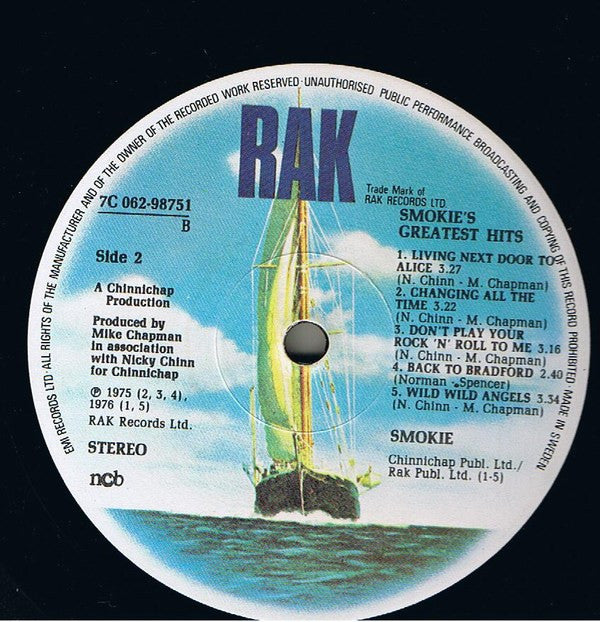 EMI RECORDS LTD·ALL RIGHTS OF THE MANUFACTURER AND OF THE OWNER OF THE RECORDED WORK RESERVED·UNAUTHORISED PUBLIC PERFORMANCE BROADCASTING AND COPYING OF THIS RECORD PROHIBITED MADE IN SWEDEN
RAK
Trade Mark of
RAK RECORDS LTD.
7C 062-98751
B
Side 2
A Chinnichap
Production
Produced by
Mike Chapman
in association
with Nicky Chinn
for Chinnichap
℗ 1975 (2, 3, 4),
1976 (1, 5)
RAK Records Ltd.
STEREO
ncb
SMOKIE'S
GREATEST HITS
1. LIVING NEXT DOOR TO
ALICE 3.27
(N. Chinn - M. Chapman)
2. CHANGING ALL THE
TIME 3.22
(N. Chinn - M. Chapman)
3. DON'T PLAY YOUR
ROCK 'N' ROLL TO ME 3.16
(N. Chinn - M. Chapman)
4. BACK TO BRADFORD 2.40
(Norman - Spencer)
5. WILD WILD ANGELS 3.34
(N. Chinn - M. Chapman)
SMOKIE
Chinnichap Publ. Ltd./
Rak Publ. Ltd. (1-5)